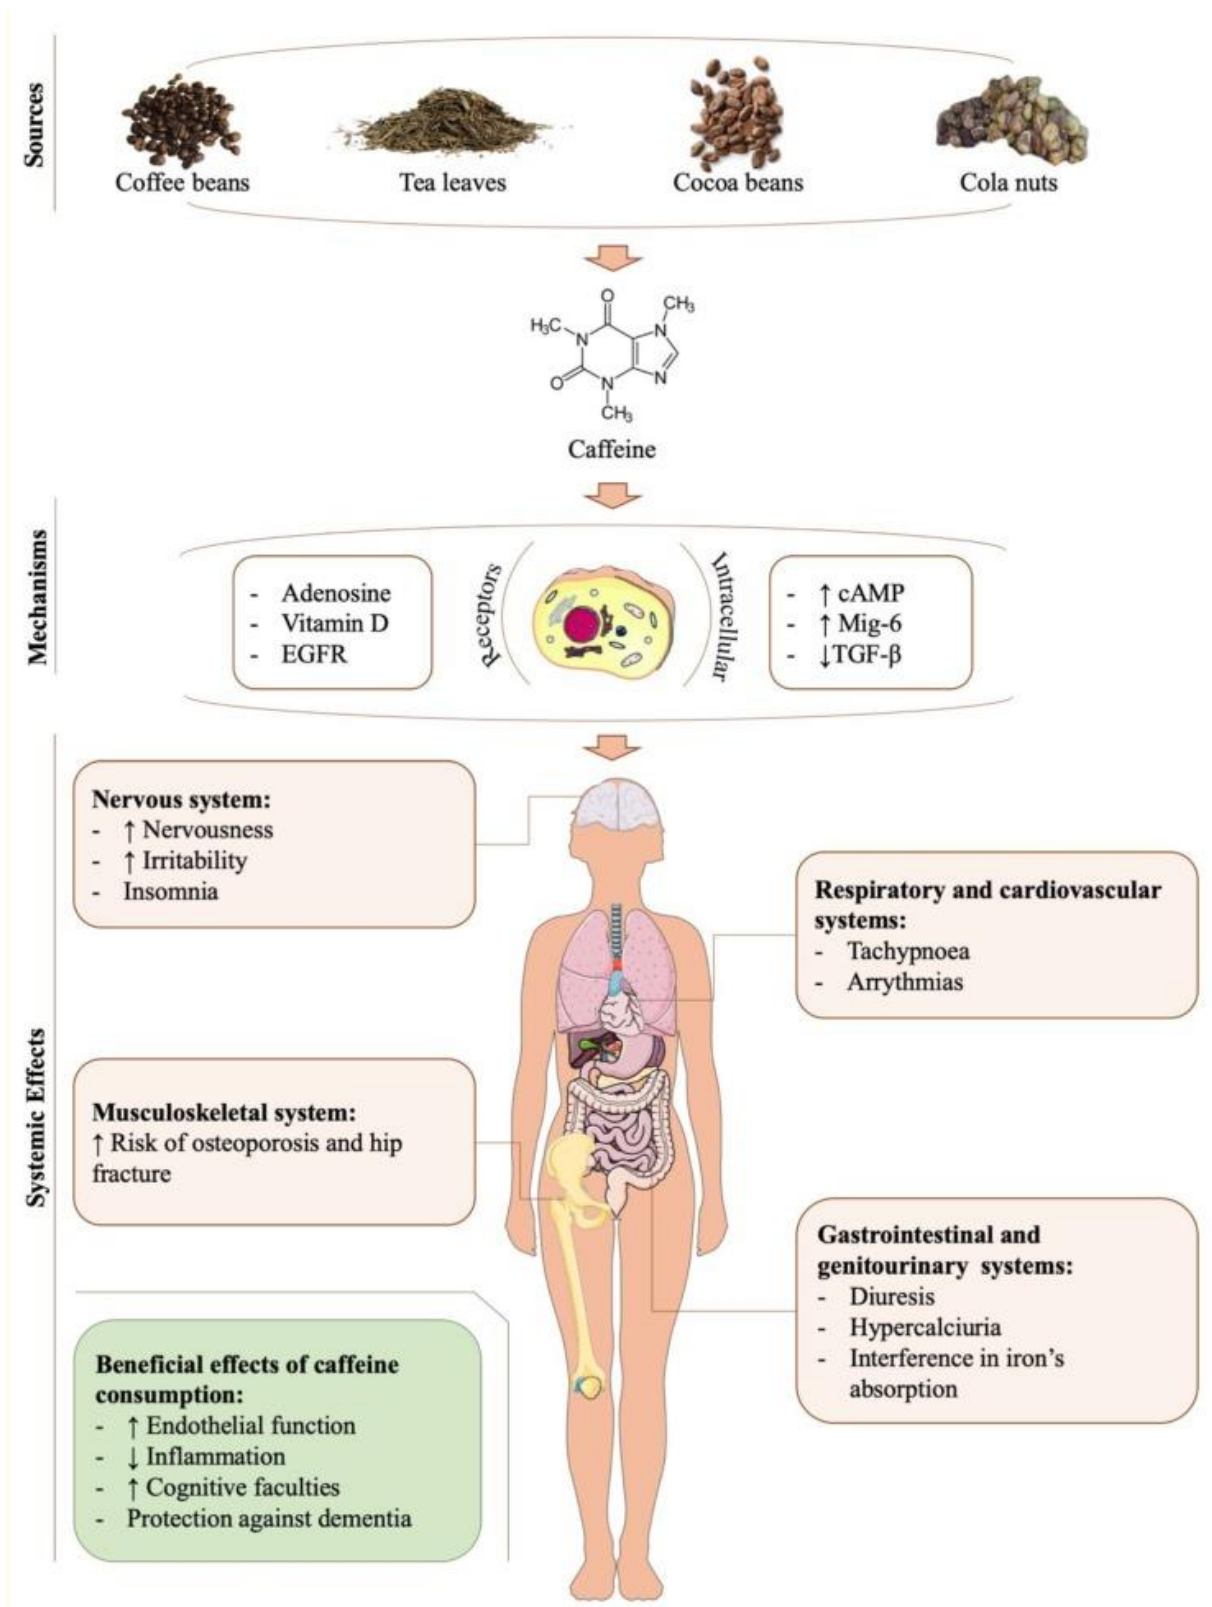 Sources
Coffee beans
Tea leaves
Cocoa beans
Cola nuts
O
CH₃
H₃C
N
N
O
N
N
CH₃
Caffeine
Mechanisms
- Adenosine
- Vitamin D
- EGFR
Receptors
Intracellular
- ↑ cAMP
- ↑ Mig-6
- ↓TGF-β
Systemic Effects
Nervous system:
- ↑ Nervousness
- ↑ Irritability
- Insomnia
Respiratory and cardiovascular
systems:
- Tachypnoea
- Arrythmias
Musculoskeletal system:
↑ Risk of osteoporosis and hip
fracture
Gastrointestinal and
genitourinary systems:
- Diuresis
- Hypercalciuria
- Interference in iron’s
absorption
Beneficial effects of caffeine
consumption:
- ↑ Endothelial function
- ↓ Inflammation
- ↑ Cognitive faculties
- Protection against dementia